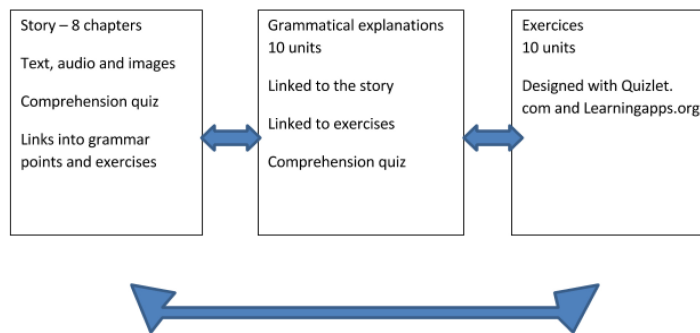 Story – 8 chapters
Text, audio and images
Comprehension quiz
Links into grammar
points and exercises
Grammatical explanations
10 units
Linked to the story
Linked to exercises
Comprehension quiz
Exercices
10 units
Designed with Quizlet.
com and Learningapps.org